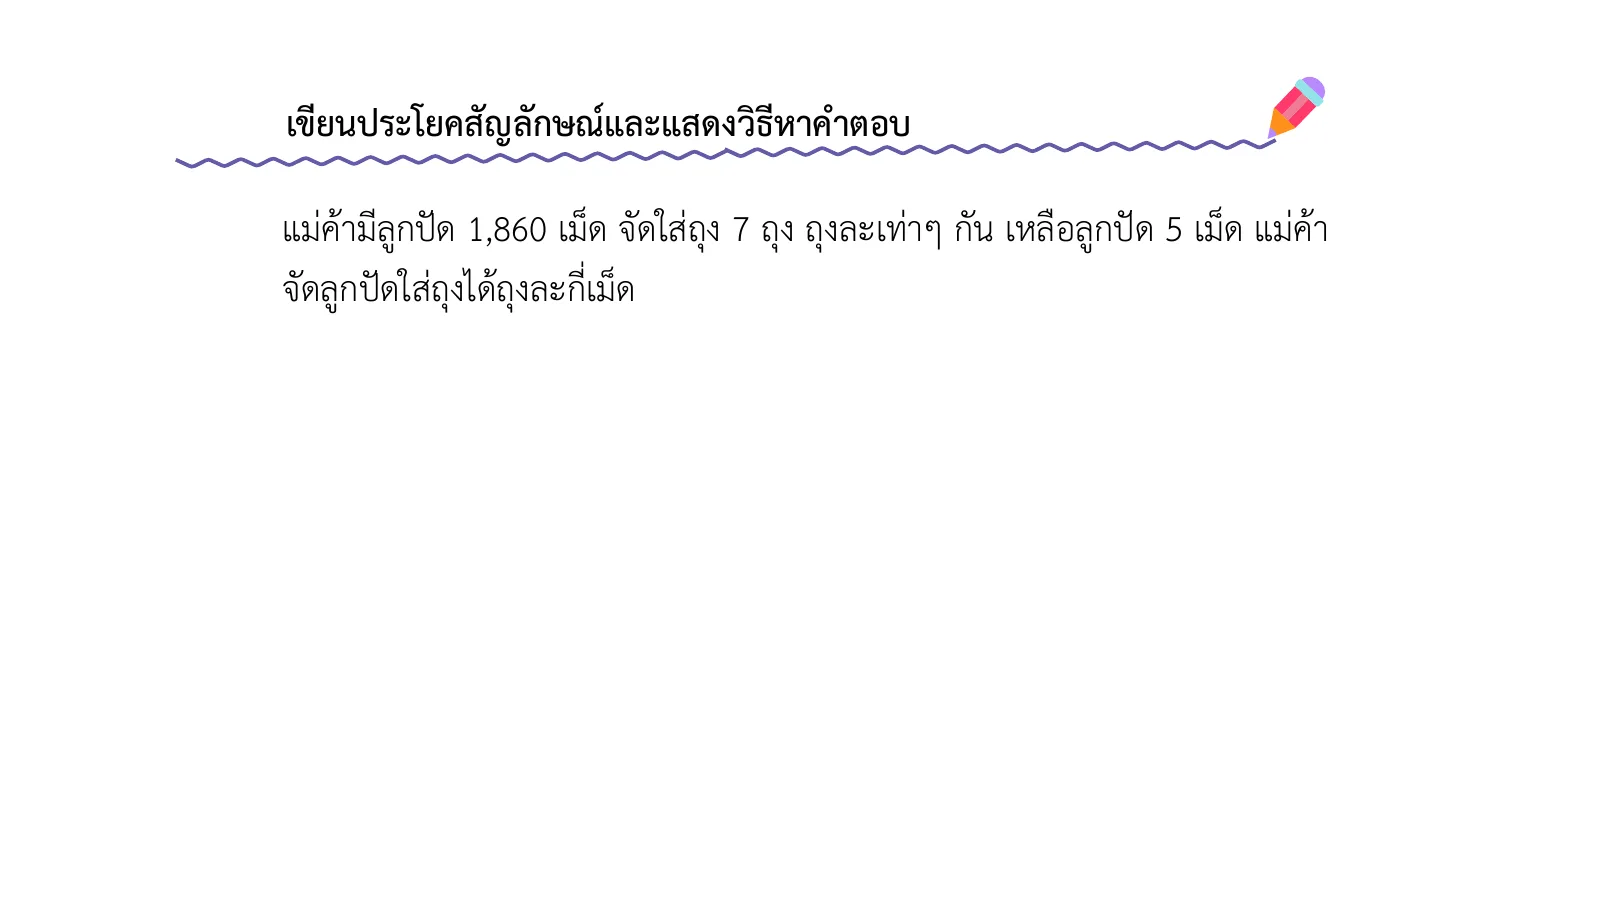 เขียนประโยคสัญลักษณ์และแสดงวิธีหาคำตอบ
แม่ค้ามีลูกปัด 1,860 เม็ด จัดใส่ถุง 7 ถุง ถุงละเท่าๆ กัน เหลือลูกปัด 5 เม็ด แม่ค้า
จัดลูกปัดใส่ถุงได้ถุงละกี่เม็ด